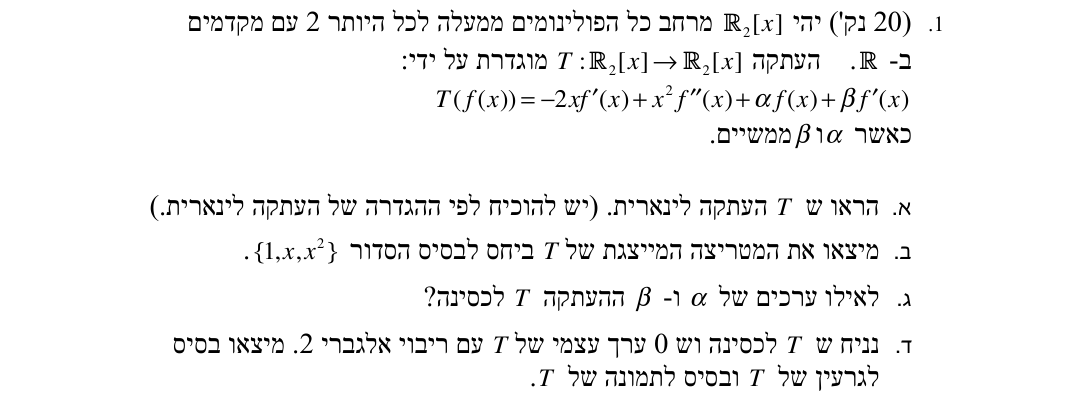 1. (20 נק') יהי ℝ₂[x] מרחב כל הפולינומים ממעלה לכל היותר 2 עם מקדמים
ב- ℝ. העתקה T:ℝ₂[x]→ℝ₂[x] מוגדרת על ידי:
T(f(x))=−2xf′(x)+x²f″(x)+αf(x)+βf′(x)
כאשר α ו β ממשיים.
א. הראו ש T העתקה לינארית. (יש להוכיח לפי ההגדרה של העתקה לינארית.)
ב. מיצאו את המטריצה המייצגת של T ביחס לבסיס הסדור {1,x,x²}.
ג. לאילו ערכים של α ו- β ההעתקה T לכסינה?
ד. נניח ש T לכסינה וש 0 ערך עצמי של T עם ריבוי אלגברי 2. מיצאו בסיס
לגרעין של T ובסיס לתמונה של T.